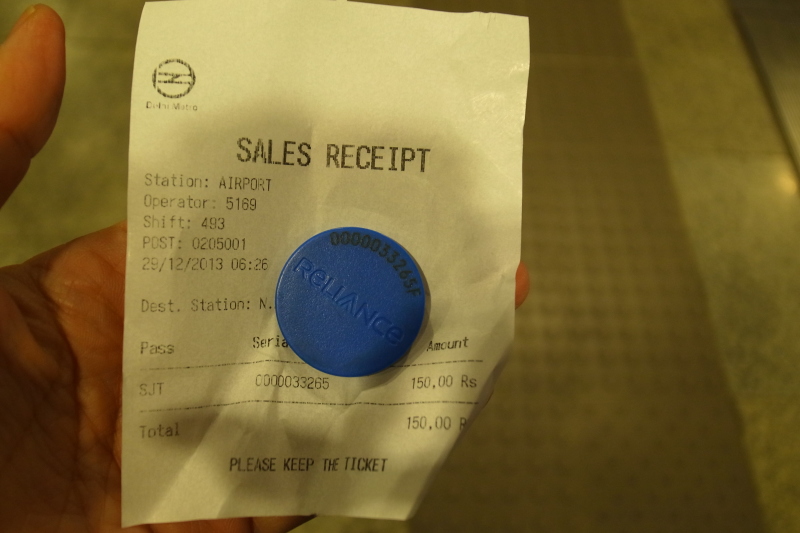 Delhi Metro
SALES RECEIPT
Station: AIRPORT
Operator: 5169
Shift: 493
POST: 0205001
29/12/2013 06:26
Dest. Station: N.
0000033265F
RELIANCE
Pass Seria Amount
SJT 0000033265 150,00 Rs
Total 150,00 R
PLEASE KEEP THE TICKET